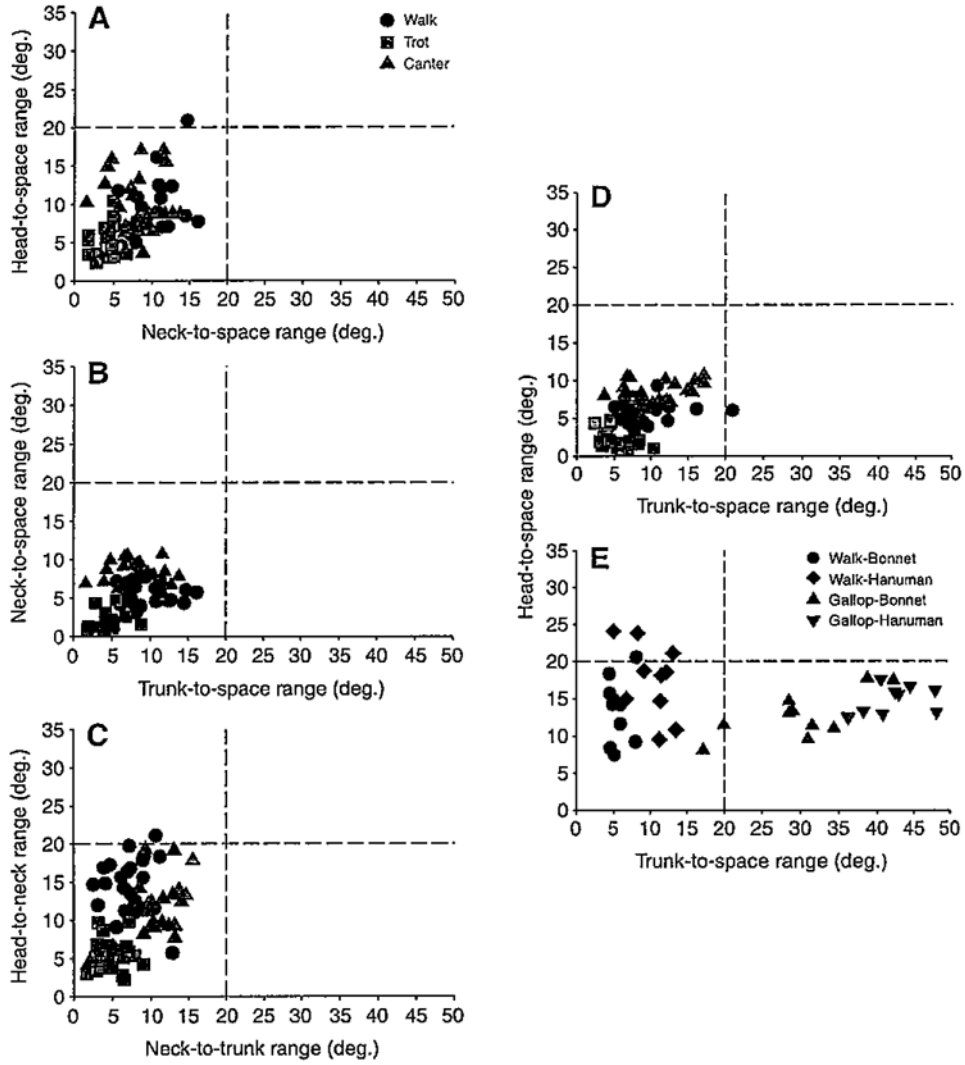 A
Walk
Trot
Canter
35
30
25
20
15
10
5
0
Head-to-space range (deg.)
0 5 10 15 20 25 30 35 40 45 50
Neck-to-space range (deg.)
B
35
30
25
20
15
10
5
0
Neck-to-space range (deg.)
0 5 10 15 20 25 30 35 40 45 50
Trunk-to-space range (deg.)
C
35
30
25
20
15
10
5
0
Head-to-neck range (deg.)
0 5 10 15 20 25 30 35 40 45 50
Neck-to-trunk range (deg.)
D
35
30
25
20
15
10
5
0
Head-to-space range (deg.)
0 5 10 15 20 25 30 35 40 45 50
Trunk-to-space range (deg.)
E
Walk-Bonnet
Walk-Hanuman
Gallop-Bonnet
Gallop-Hanuman
35
30
25
20
15
10
5
0
0 5 10 15 20 25 30 35 40 45 50
Trunk-to-space range (deg.)